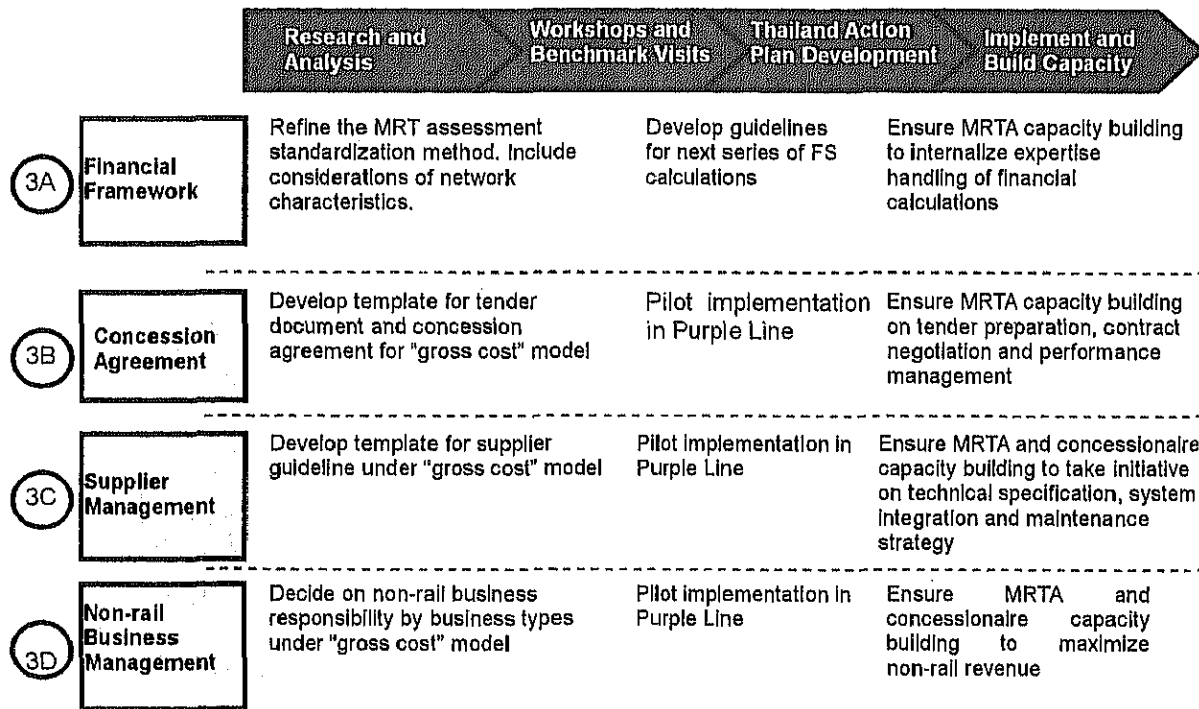 Research and
Analysis
Workshops and
Benchmark Visits
Thailand Action
Plan Development
Implement and
Build Capacity
3A
Financial
Framework
Refine the MRT assessment
standardization method. Include
considerations of network
characteristics.
Develop guidelines
for next series of FS
calculations
Ensure MRTA capacity building
to internalize expertise
handling of financial
calculations
3B
Concession
Agreement
Develop template for tender
document and concession
agreement for "gross cost" model
Pilot implementation
in Purple Line
Ensure MRTA capacity building
on tender preparation, contract
negotiation and performance
management
3C
Supplier
Management
Develop template for supplier
guideline under "gross cost" model
Pilot implementation in
Purple Line
Ensure MRTA and concessionaire
capacity building to take initiative
on technical specification, system
integration and maintenance
strategy
3D
Non-rail
Business
Management
Decide on non-rail business
responsibility by business types
under "gross cost" model
Pilot implementation in
Purple Line
Ensure MRTA and
concessionaire capacity
building to maximize
non-rail revenue